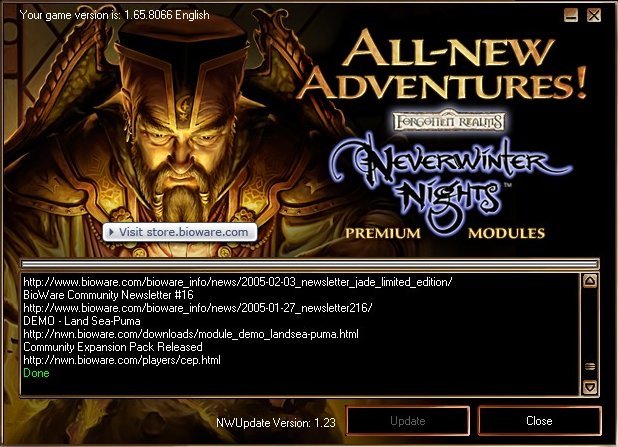 Your game version is: 1.65.8066 English
ALL-NEW
ADVENTURES!
FORGOTTEN REALMS
NEVERWINTER
NIGHTS™
Visit store.bioware.com
PREMIUM MODULES
http://www.bioware.com/bioware_info/news/2005-02-03_newsletter_jade_limited_edition/
BioWare Community Newsletter #16
http://www.bioware.com/bioware_info/news/2005-01-27_newsletter216/
DEMO - Land Sea-Puma
http://nwn.bioware.com/downloads/module_demo_landsea-puma.html
Community Expansion Pack Released
http://nwn.bioware.com/players/cep.html
Done
NWUpdate Version: 1.23
Update
Close